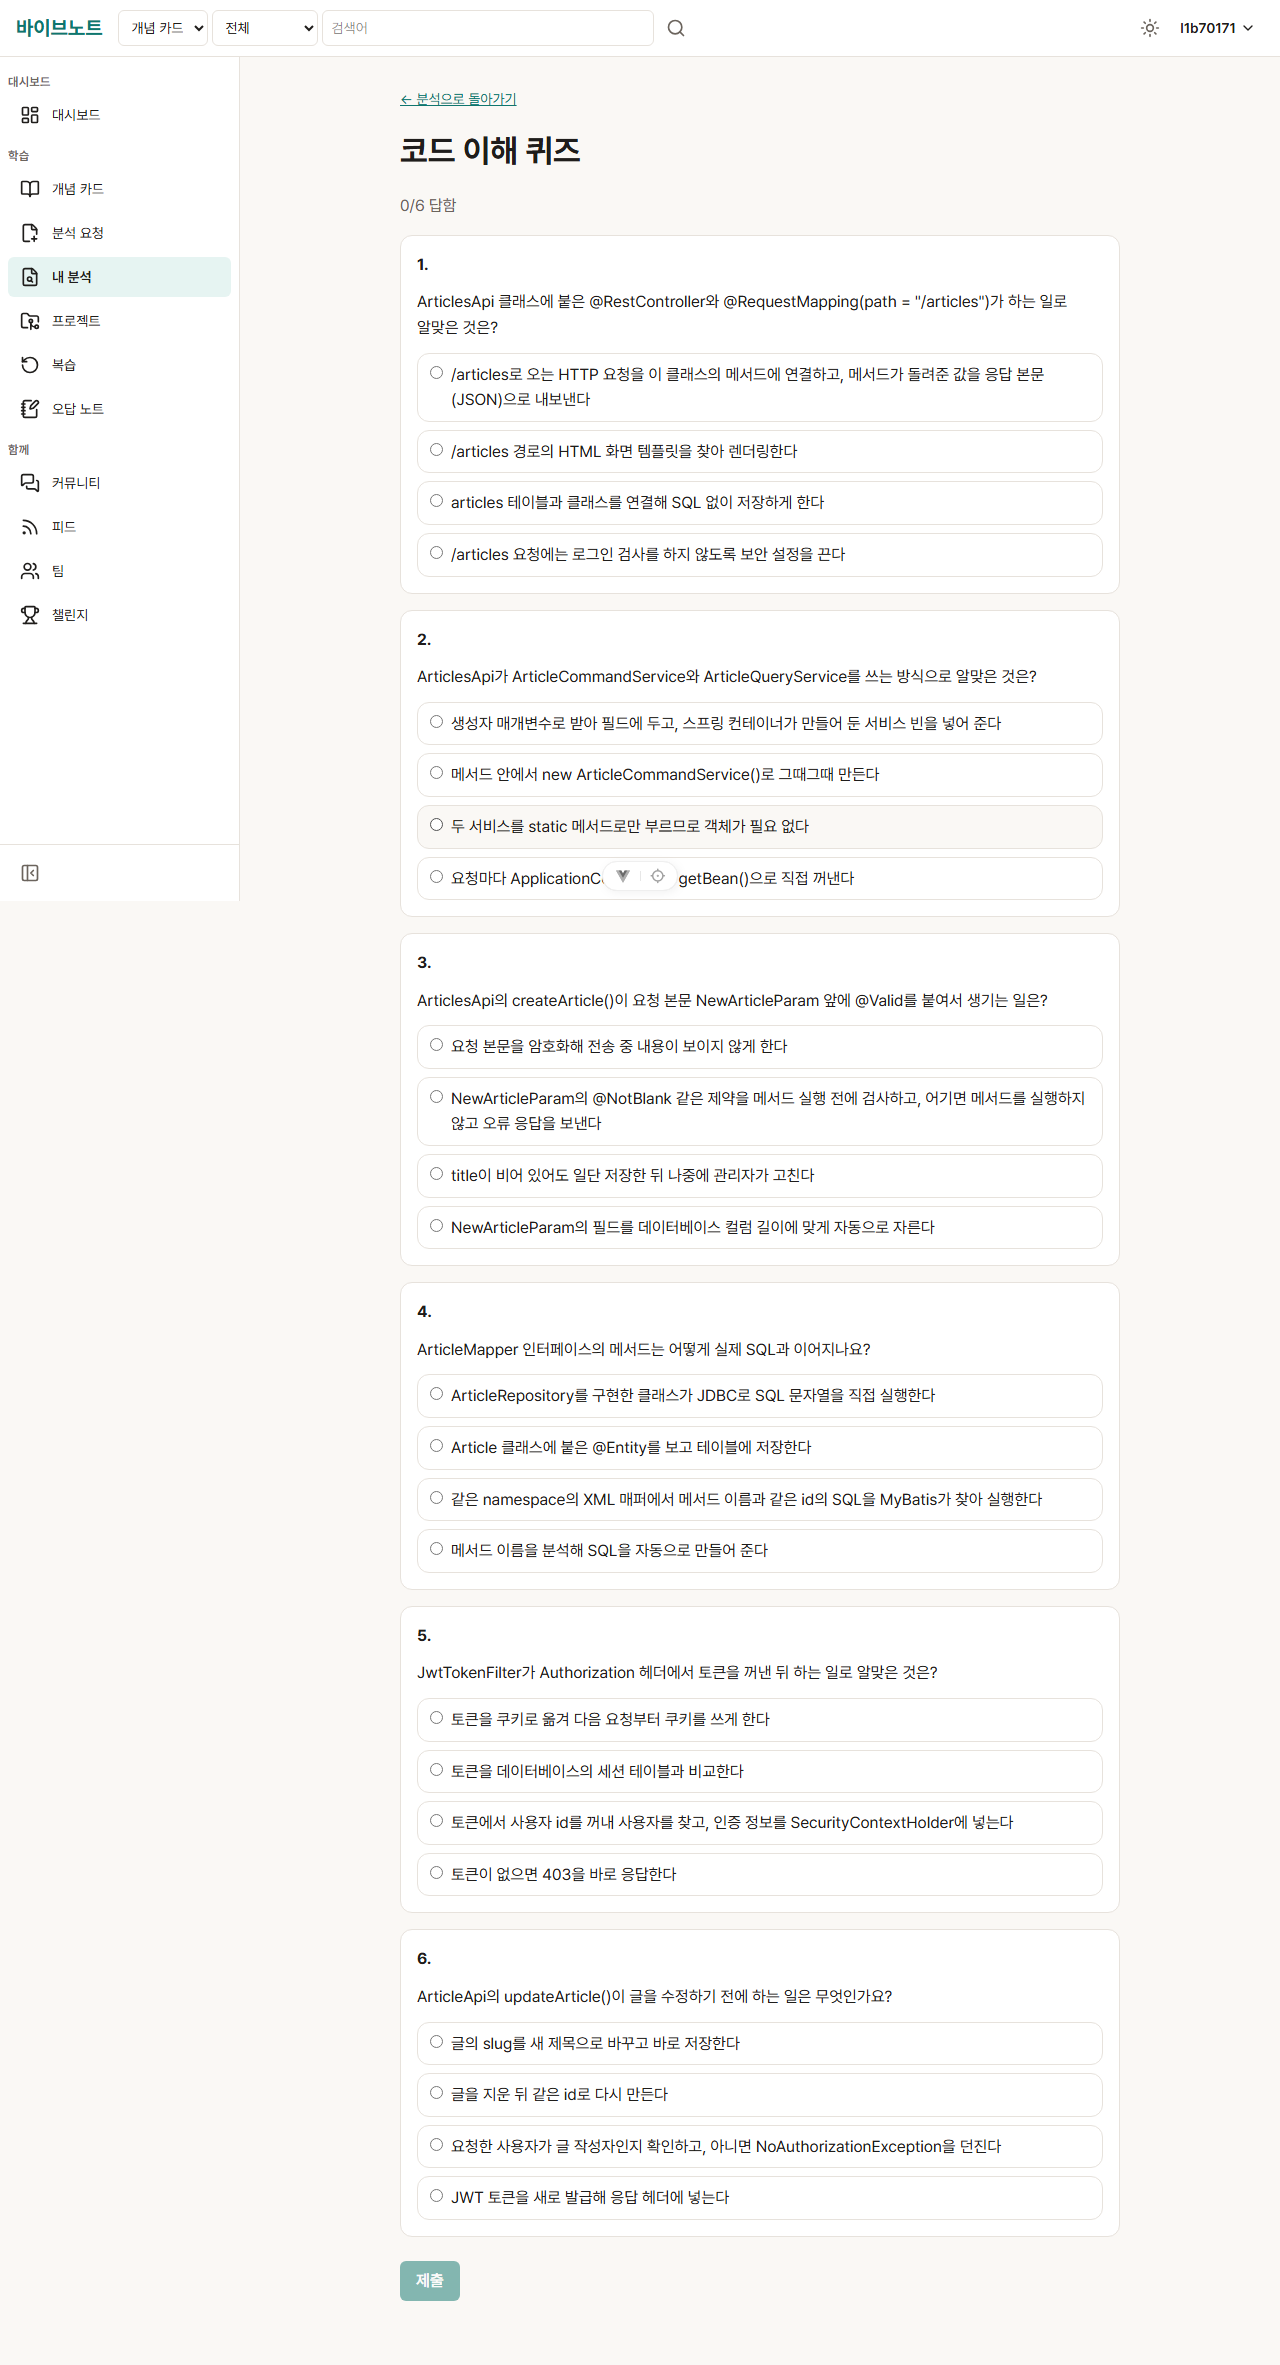 바이브노트
개념 카드
전체
검색어
l1b70171
대시보드
대시보드
학습
개념 카드
분석 요청
내 분석
프로젝트
복습
오답 노트
함께
커뮤니티
피드
팀
챌린지
← 분석으로 돌아가기
코드 이해 퀴즈
0/6 답함
1.
ArticlesApi 클래스에 붙은 @RestController와 @RequestMapping(path = "/articles")가 하는 일로
알맞은 것은?
/articles로 오는 HTTP 요청을 이 클래스의 메서드에 연결하고, 메서드가 돌려준 값을 응답 본문
(JSON)으로 내보낸다
/articles 경로의 HTML 화면 템플릿을 찾아 렌더링한다
articles 테이블과 클래스를 연결해 SQL 없이 저장하게 한다
/articles 요청에는 로그인 검사를 하지 않도록 보안 설정을 끈다
2.
ArticlesApi가 ArticleCommandService와 ArticleQueryService를 쓰는 방식으로 알맞은 것은?
생성자 매개변수로 받아 필드에 두고, 스프링 컨테이너가 만들어 둔 서비스 빈을 넣어 준다
메서드 안에서 new ArticleCommandService()로 그때그때 만든다
두 서비스를 static 메서드로만 부르므로 객체가 필요 없다
요청마다 ApplicationC getBean()으로 직접 꺼낸다
3.
ArticlesApi의 createArticle()이 요청 본문 NewArticleParam 앞에 @Valid를 붙여서 생기는 일은?
요청 본문을 암호화해 전송 중 내용이 보이지 않게 한다
NewArticleParam의 @NotBlank 같은 제약을 메서드 실행 전에 검사하고, 어기면 메서드를 실행하지
않고 오류 응답을 보낸다
title이 비어 있어도 일단 저장한 뒤 나중에 관리자가 고친다
NewArticleParam의 필드를 데이터베이스 컬럼 길이에 맞게 자동으로 자른다
4.
ArticleMapper 인터페이스의 메서드는 어떻게 실제 SQL과 이어지나요?
ArticleRepository를 구현한 클래스가 JDBC로 SQL 문자열을 직접 실행한다
Article 클래스에 붙은 @Entity를 보고 테이블에 저장한다
같은 namespace의 XML 매퍼에서 메서드 이름과 같은 id의 SQL을 MyBatis가 찾아 실행한다
메서드 이름을 분석해 SQL을 자동으로 만들어 준다
5.
JwtTokenFilter가 Authorization 헤더에서 토큰을 꺼낸 뒤 하는 일로 알맞은 것은?
토큰을 쿠키로 옮겨 다음 요청부터 쿠키를 쓰게 한다
토큰을 데이터베이스의 세션 테이블과 비교한다
토큰에서 사용자 id를 꺼내 사용자를 찾고, 인증 정보를 SecurityContextHolder에 넣는다
토큰이 없으면 403을 바로 응답한다
6.
ArticleApi의 updateArticle()이 글을 수정하기 전에 하는 일은 무엇인가요?
글의 slug를 새 제목으로 바꾸고 바로 저장한다
글을 지운 뒤 같은 id로 다시 만든다
요청한 사용자가 글 작성자인지 확인하고, 아니면 NoAuthorizationException을 던진다
JWT 토큰을 새로 발급해 응답 헤더에 넣는다
제출